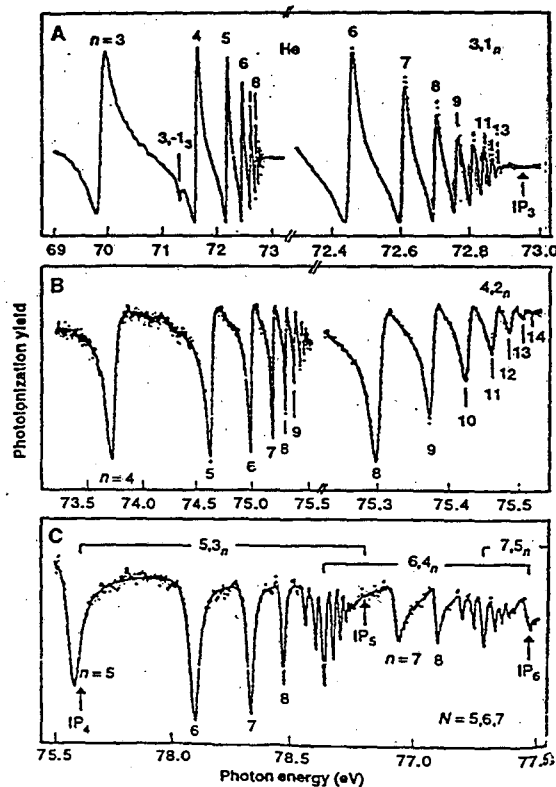 A
n=3
4
5
6
8
He
6
7
8
9
11
13
3,1n
3,-13
IP3
69 70 71 72 73 72.4 72.6 72.8 73.0
B
4,2n
14
13
12
11
10
9
8
n=4 5 6 7 8 9
73.5 74.0 74.5 75.0 75.5 75.3 75.4 75.5
Photoionization yield
C
5,3n
6,4n
7,5n
n=5
IP4
6
7
8
IP5
n=7
8
IP6
N = 5,6,7
75.5 78.0 78.5 77.0 77.5
Photon energy (eV)